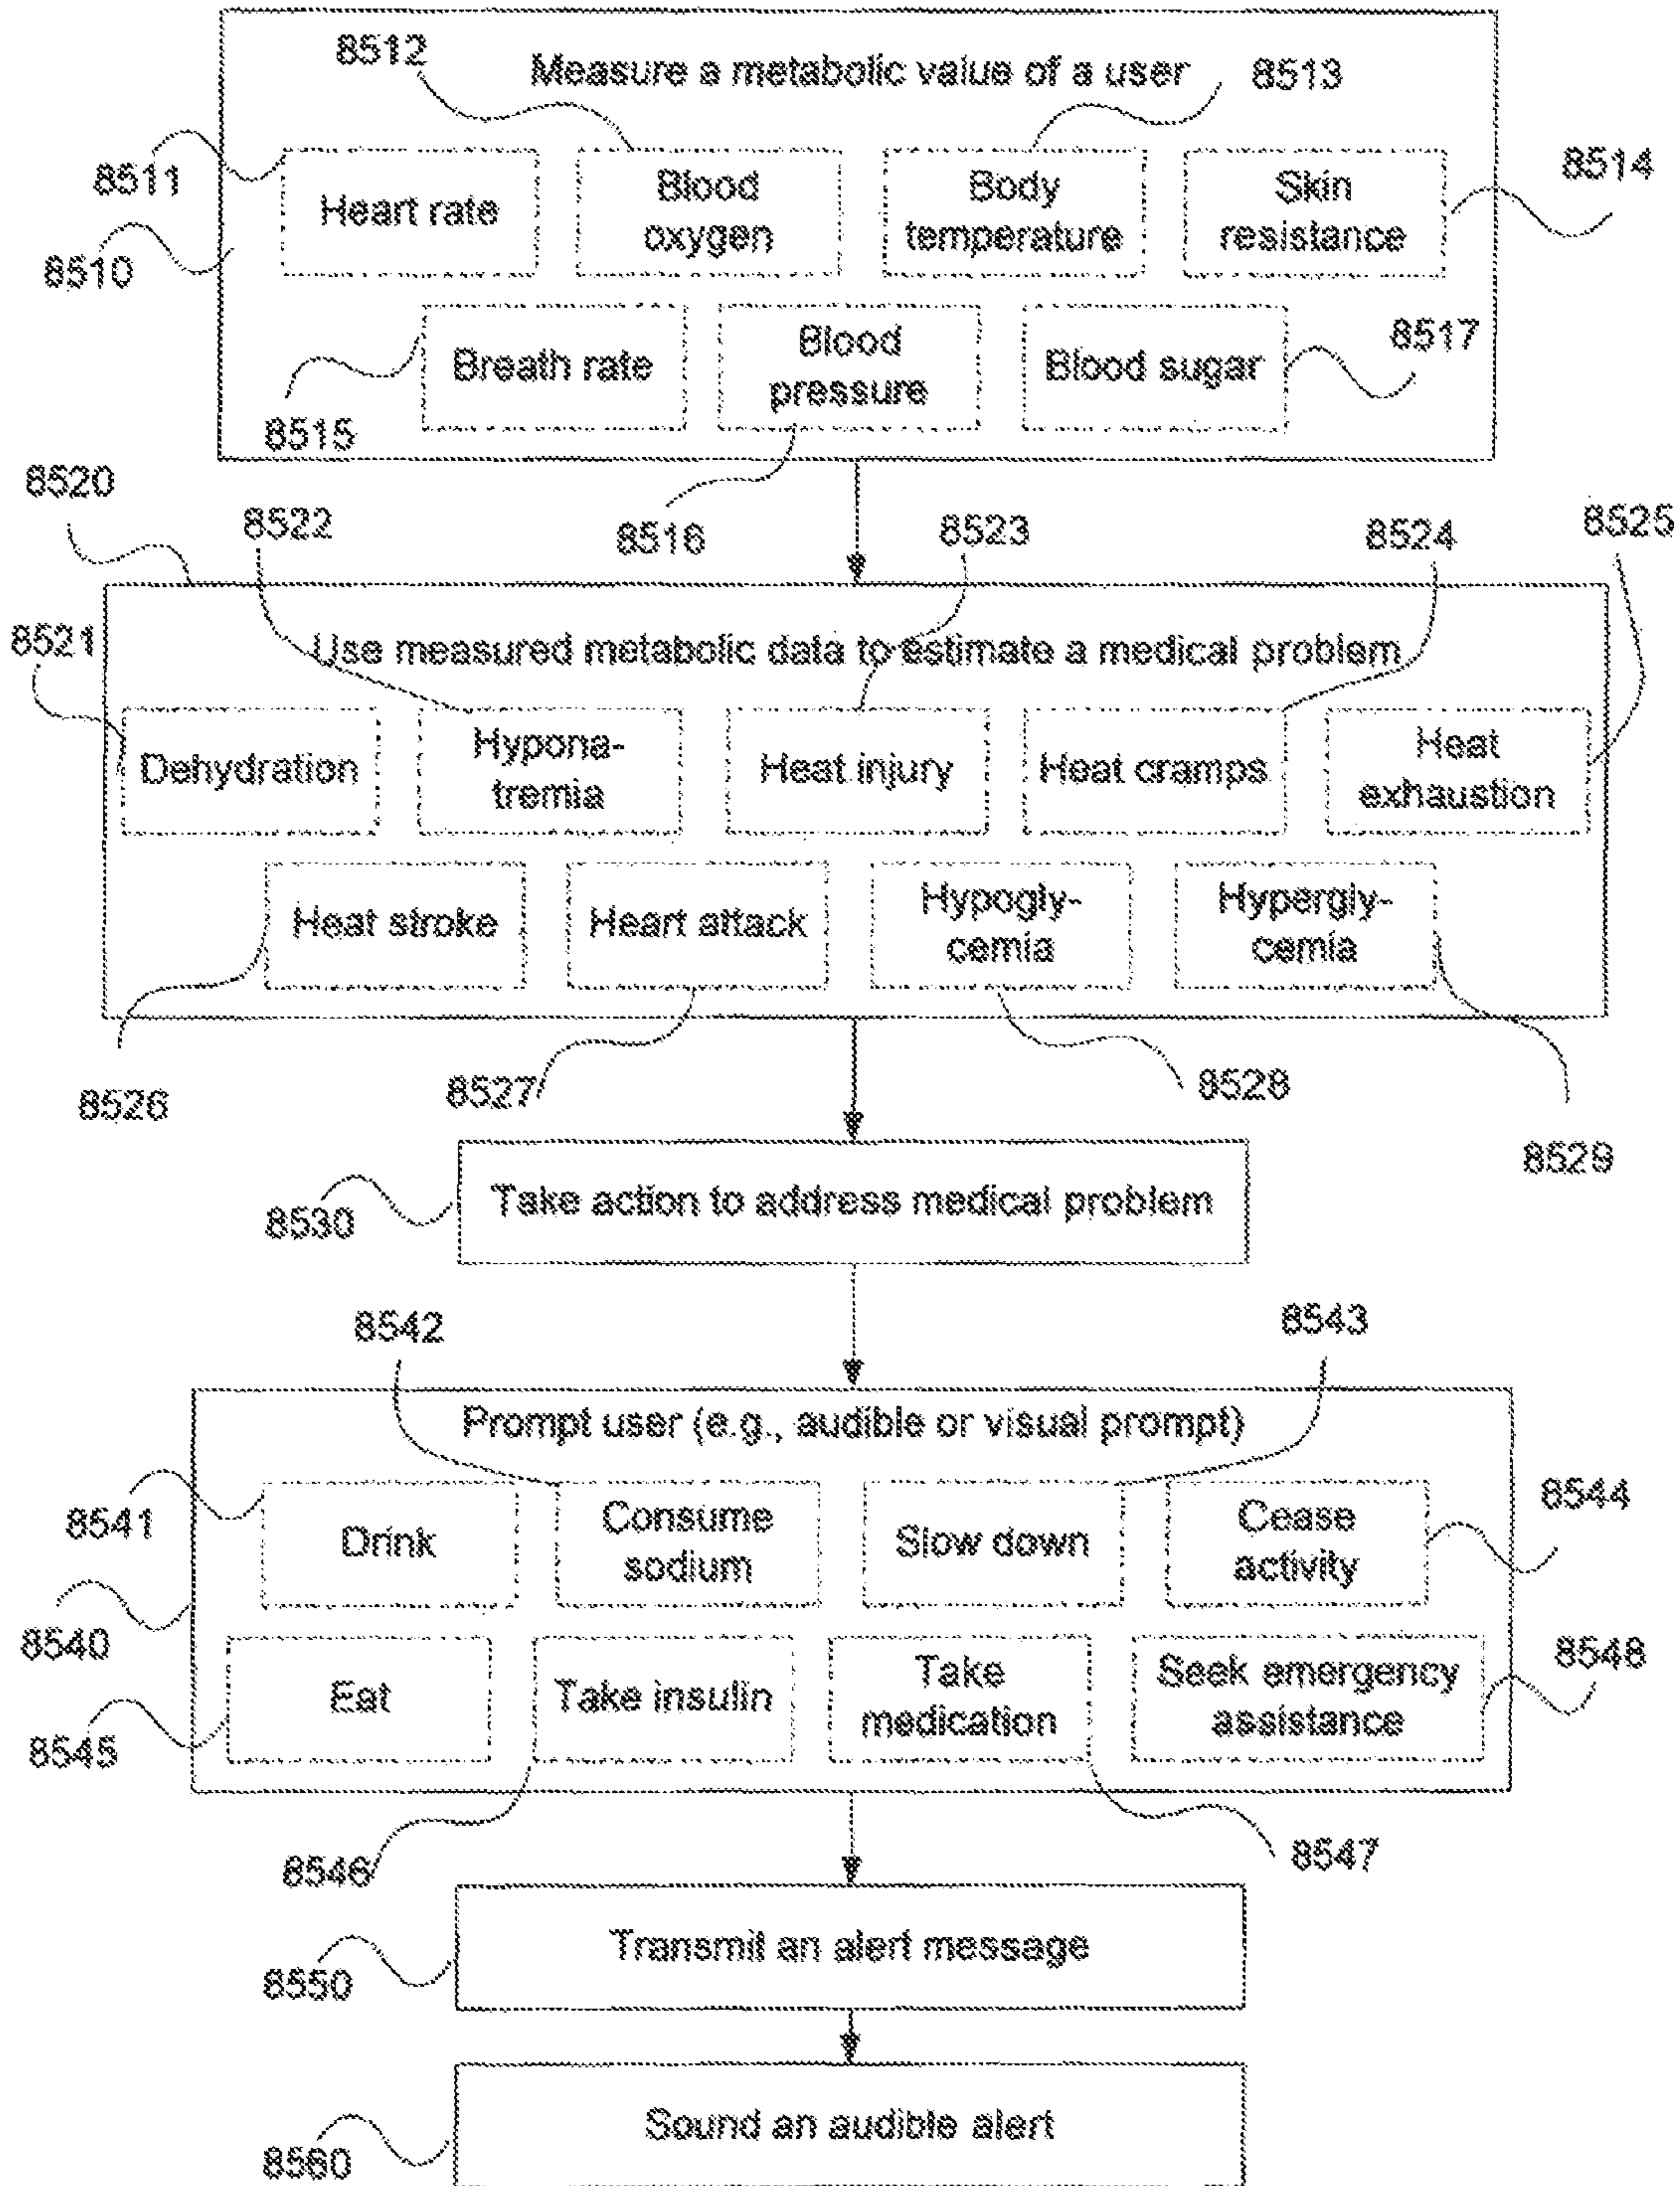 8512
Measure a metabolic value of a user
8513
8511
Heart rate
Blood
oxygen
Body
temperature
Skin
resistance
8514
8510
Breath rate
Blood
pressure
Blood sugar
8517
8515
8516
8520
8522
8523
8524
8525
8521
Use measured metabolic data to estimate a medical problem
Dehydration
Hypona-
tremia
Heat injury
Heat cramps
Heat
exhaustion
Heat stroke
Heart attack
Hypogly-
cemia
Hypergly-
cemia
8526
8527
8528
8529
8530
Take action to address medical problem
8542
8543
Prompt user (e.g., audible or visual prompt)
8541
Drink
Consume
sodium
Slow down
Cease
activity
8544
8540
Eat
Take insulin
Take
medication
Seek emergency
assistance
8548
8545
8546
8547
Transmit an alert message
8550
Sound an audible alert
8560